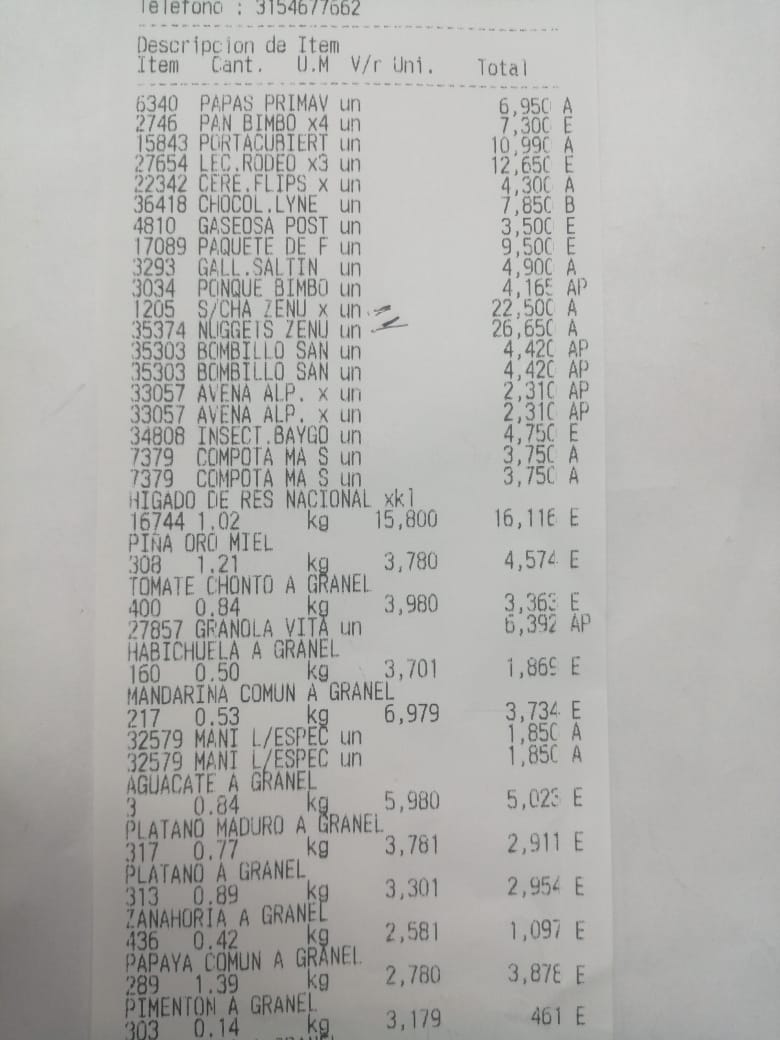 Telefono : 3154677662
Descripcion de Item
Item Cant. U.M V/r Uni. Total
6340 PAPAS PRIMAV un 6,950 A
2746 PAN BIMBO x4 un 7,300 E
15843 PORTACUBIERT un 10,990 A
27654 LEC.RODEO x3 un 12,650 E
22342 CERE.FLIPS x un 4,300 A
36418 CHOCOL.LYNE un 7,850 B
4810 GASEOSA POST un 3,500 E
17089 PAQUETE DE F un 9,500 E
3293 GALL.SALTIN un 4,900 A
3034 PONQUE BIMBO un 4,165 AP
1205 S/CHA ZENU x un 22,500 A
35374 NUGGETS ZENU un 26,650 A
35303 BOMBILLO SAN un 4,420 AP
35303 BOMBILLO SAN un 4,420 AP
33057 AVENA ALP. x un 2,310 AP
33057 AVENA ALP. x un 2,310 AP
34808 INSECT.BAYGO un 4,750 E
7379 COMPOTA MA S un 3,750 A
7379 COMPOTA MA S un 3,750 A
HIGADO DE RES NACIONAL xkl
16744 1.02 kg 15,800 16,116 E
PIÑA ORO MIEL
308 1.21 kg 3,780 4,574 E
TOMATE CHONTO A GRANEL
400 0.84 kg 3,980 3,363 E
27857 GRANOLA VITA un 6,392 AP
HABICHUELA A GRANEL
160 0.50 kg 3,701 1,869 E
MANDARINA COMUN A GRANEL
217 0.53 kg 6,979 3,734 E
32579 MANI L/ESPEC un 1,850 A
32579 MANI L/ESPEC un 1,850 A
AGUACATE A GRANEL
3 0.84 kg 5,980 5,023 E
PLATANO MADURO A GRANEL
317 0.77 kg 3,781 2,911 E
PLATANO A GRANEL
313 0.89 kg 3,301 2,954 E
ZANAHORIA A GRANEL
436 0.42 kg 2,581 1,097 E
PAPAYA COMUN A GRANEL
289 1.39 kg 2,780 3,878 E
PIMENTON A GRANEL
303 0.14 kg 3,179 461 E